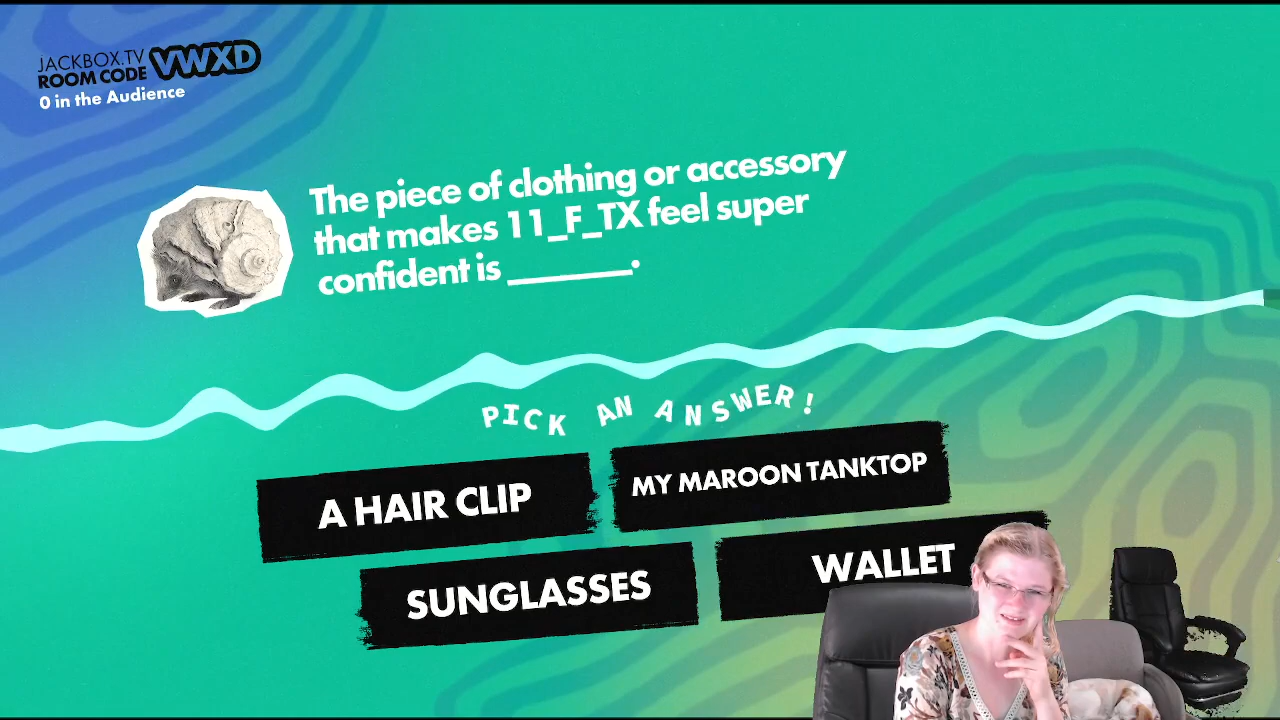 JACKBOX.TV
ROOM CODE VWXD
0 in the Audience
The piece of clothing or accessory
that makes 11_F_TX feel super
confident is _______.
PICK AN ANSWER!
A HAIR CLIP
MY MAROON TANKTOP
SUNGLASSES
WALLET